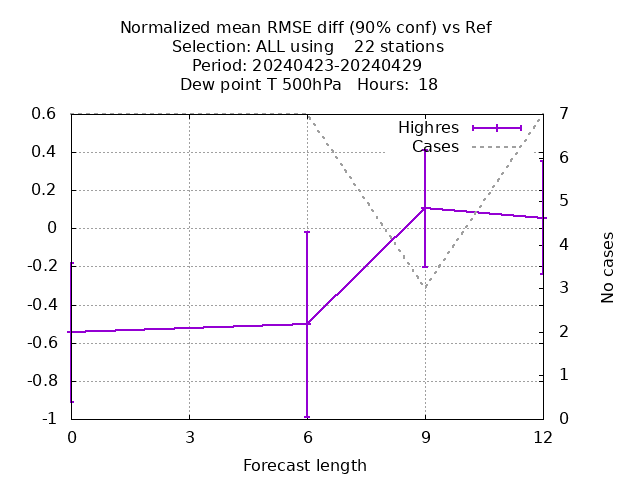 Normalized mean RMSE diff (90% conf) vs Ref
Selection: ALL using    22 stations
Period: 20240423-20240429
Dew point T 500hPa   Hours:  18
Highres
Cases
0.6
0.4
0.2
0
-0.2
-0.4
-0.6
-0.8
-1
7
6
5
4
3
2
1
0
No cases
0
3
6
9
12
Forecast length